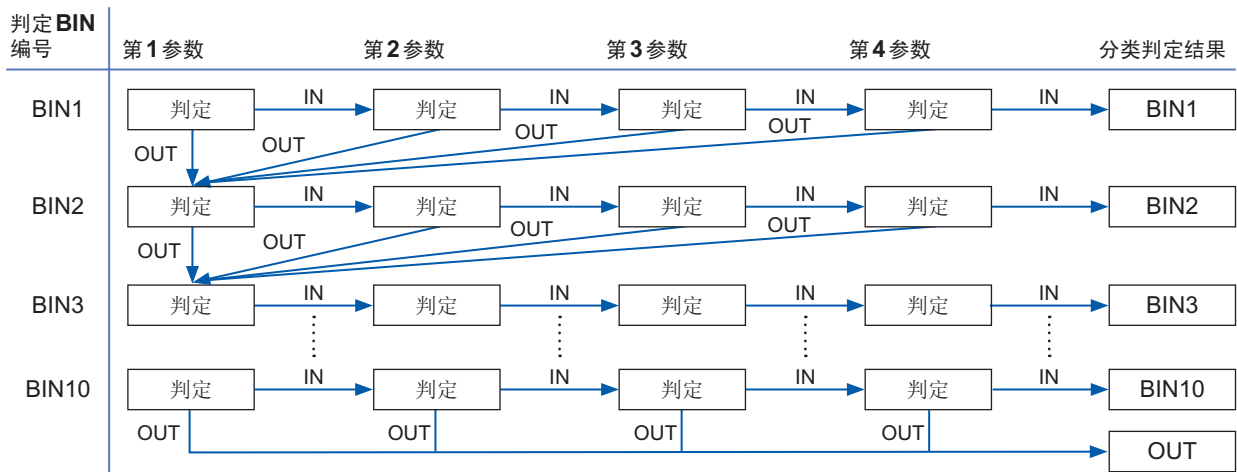 判定BIN
编号
第1参数 第2参数 第3参数 第4参数 分类判定结果
BIN1 判定 IN 判定 IN 判定 IN 判定 IN BIN1
OUT OUT OUT OUT
BIN2 判定 IN 判定 IN 判定 IN 判定 IN BIN2
OUT OUT OUT OUT
BIN3 判定 IN 判定 IN 判定 IN 判定 IN BIN3
BIN10 判定 IN 判定 IN 判定 IN 判定 IN BIN10
OUT OUT OUT OUT OUT